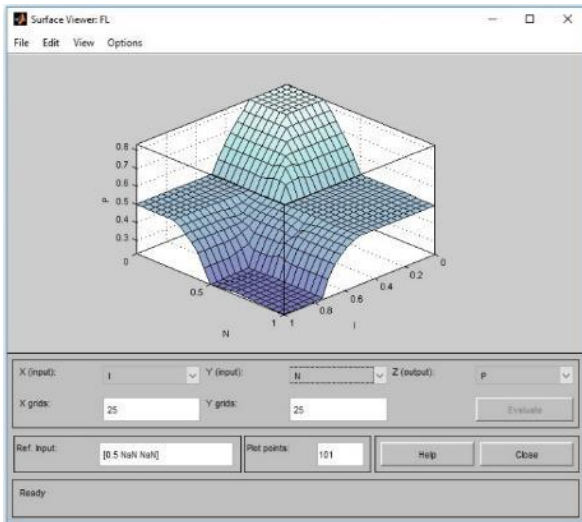 Surface Viewer: FL
File Edit View Options
0.8
0.7
0.6
0.5
0.4
0.3
P
0
0.5
1
N
1
0.8
0.6
0.4
0.2
0
I
X (input): I Y (input): N Z (output): P
X grids: 25 Y grids: 25 Evaluate
Ref. Input: [0.5 NaN NaN] Plot points: 101 Help Close
Ready